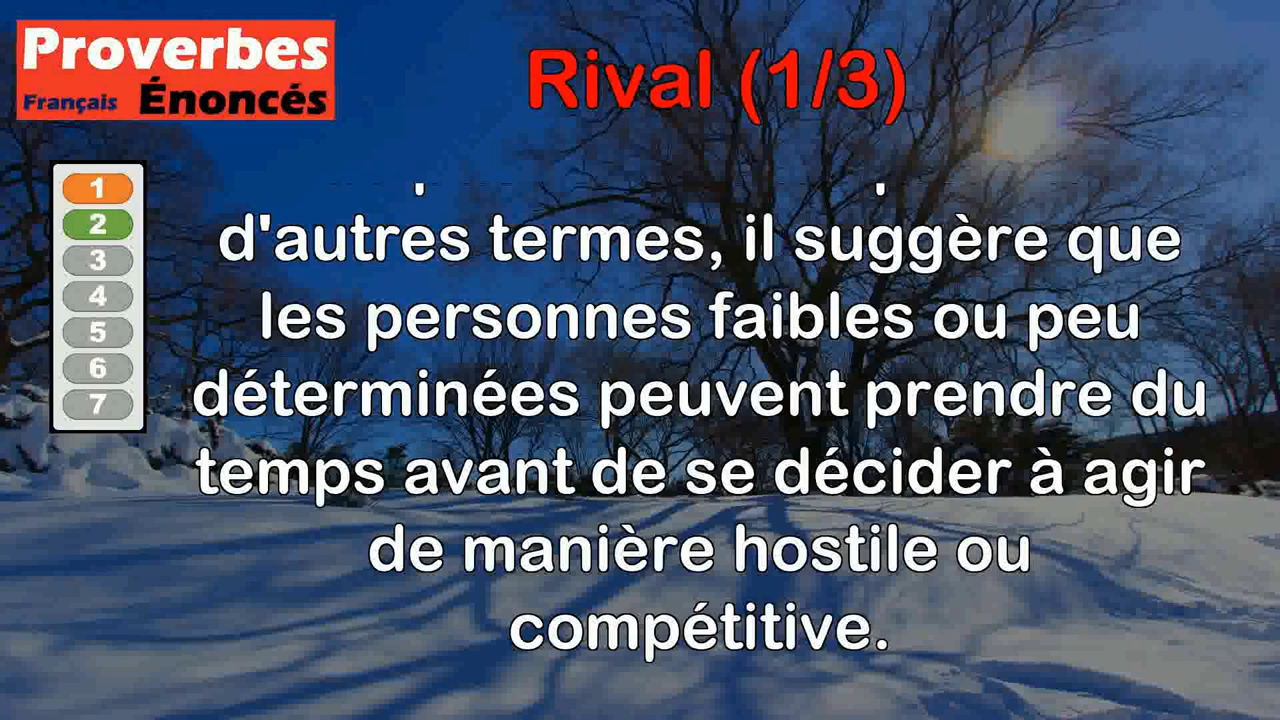 Proverbes
Français Énoncés
Rival (1/3)
1
2
3
4
5
6
7
d'autres termes, il suggère que
les personnes faibles ou peu
déterminées peuvent prendre du
temps avant de se décider à agir
de manière hostile ou
compétitive.